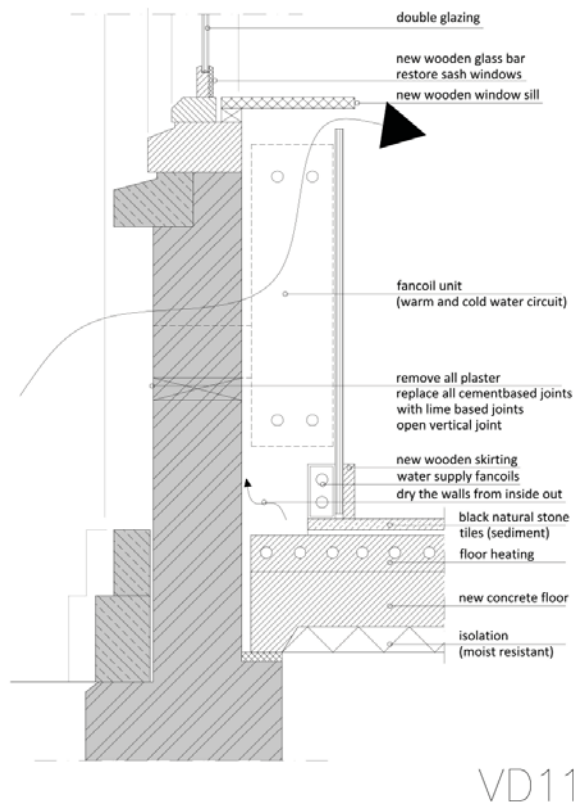 double glazing
new wooden glass bar
restore sash windows
new wooden window sill
fancoil unit
(warm and cold water circuit)
remove all plaster
replace all cementbased joints
with lime based joints
open vertical joint
new wooden skirting
water supply fancoils
dry the walls from inside out
black natural stone
tiles (sediment)
floor heating
new concrete floor
isolation
(moist resistant)
VD11